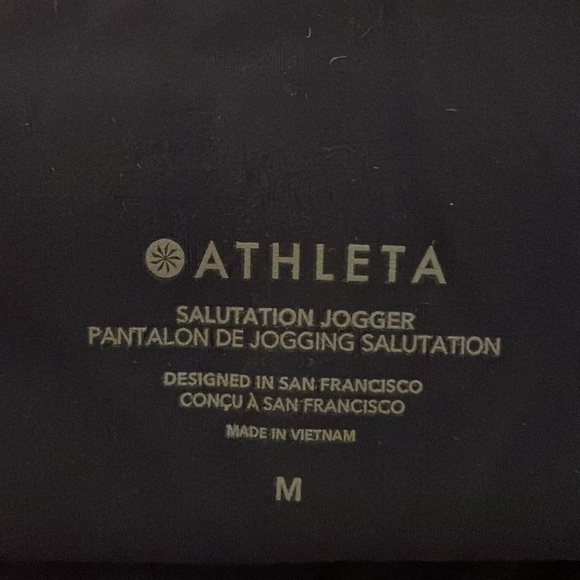 ATHLETA
SALUTATION JOGGER
PANTALON DE JOGGING SALUTATION
DESIGNED IN SAN FRANCISCO
CONÇU À SAN FRANCISCO
MADE IN VIETNAM
M